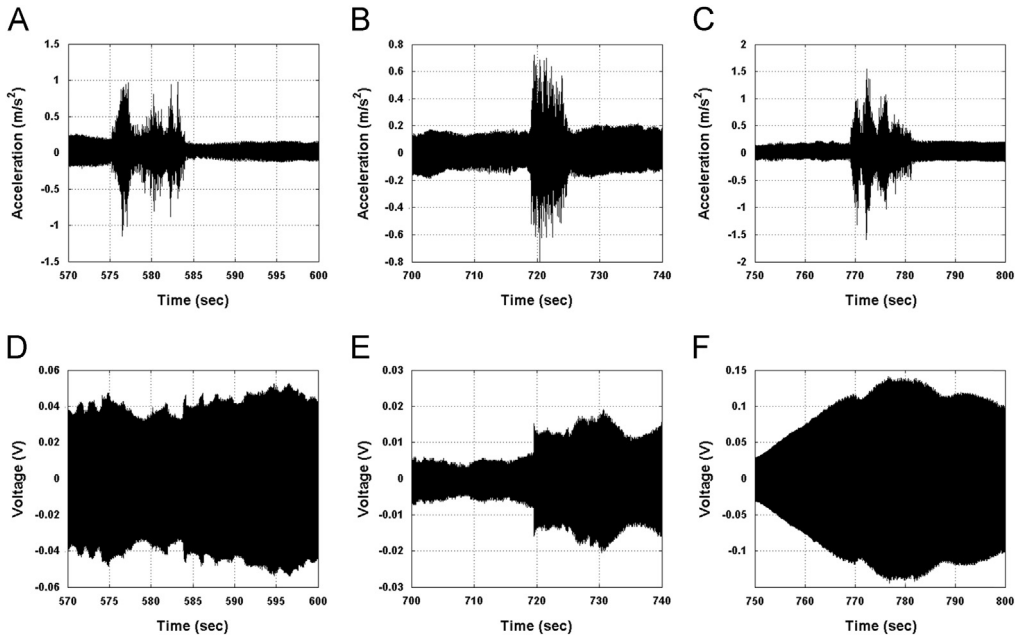 A B C
1.5 0.8 2
1 0.6 1.5
0.5 0.4 1
0 0.2 0.5
-0.5 0 0
-1 -0.2 -0.5
-1.5 -0.4 -1
-0.6 -1.5
-0.8 -2
Acceleration (m/s²) Acceleration (m/s²) Acceleration (m/s²)
570 575 580 585 590 595 600 700 710 720 730 740 750 760 770 780 790 800
Time (sec) Time (sec) Time (sec)
D E F
0.06 0.03 0.15
0.04 0.02 0.1
0.02 0.01 0.05
0 0 0
-0.02 -0.01 -0.05
-0.04 -0.02 -0.1
-0.06 -0.03
Voltage (V) Voltage (V) Voltage (V)
570 575 580 585 590 595 600 700 710 720 730 740 750 760 770 780 790 800
Time (sec) Time (sec) Time (sec)